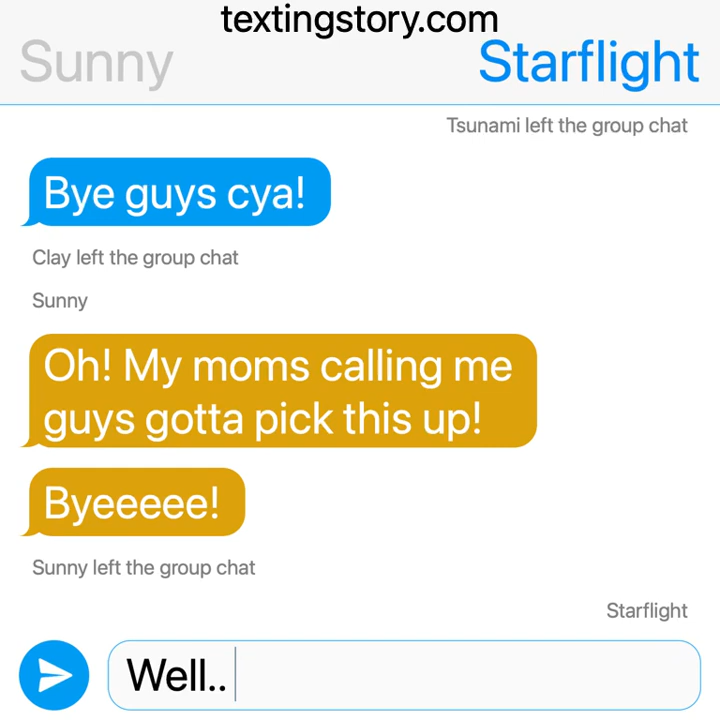 textingstory.com
Sunny
Starflight
Tsunami left the group chat
Bye guys cya!
Clay left the group chat
Sunny
Oh! My moms calling me
guys gotta pick this up!
Byeeeee!
Sunny left the group chat
Starflight
Well..